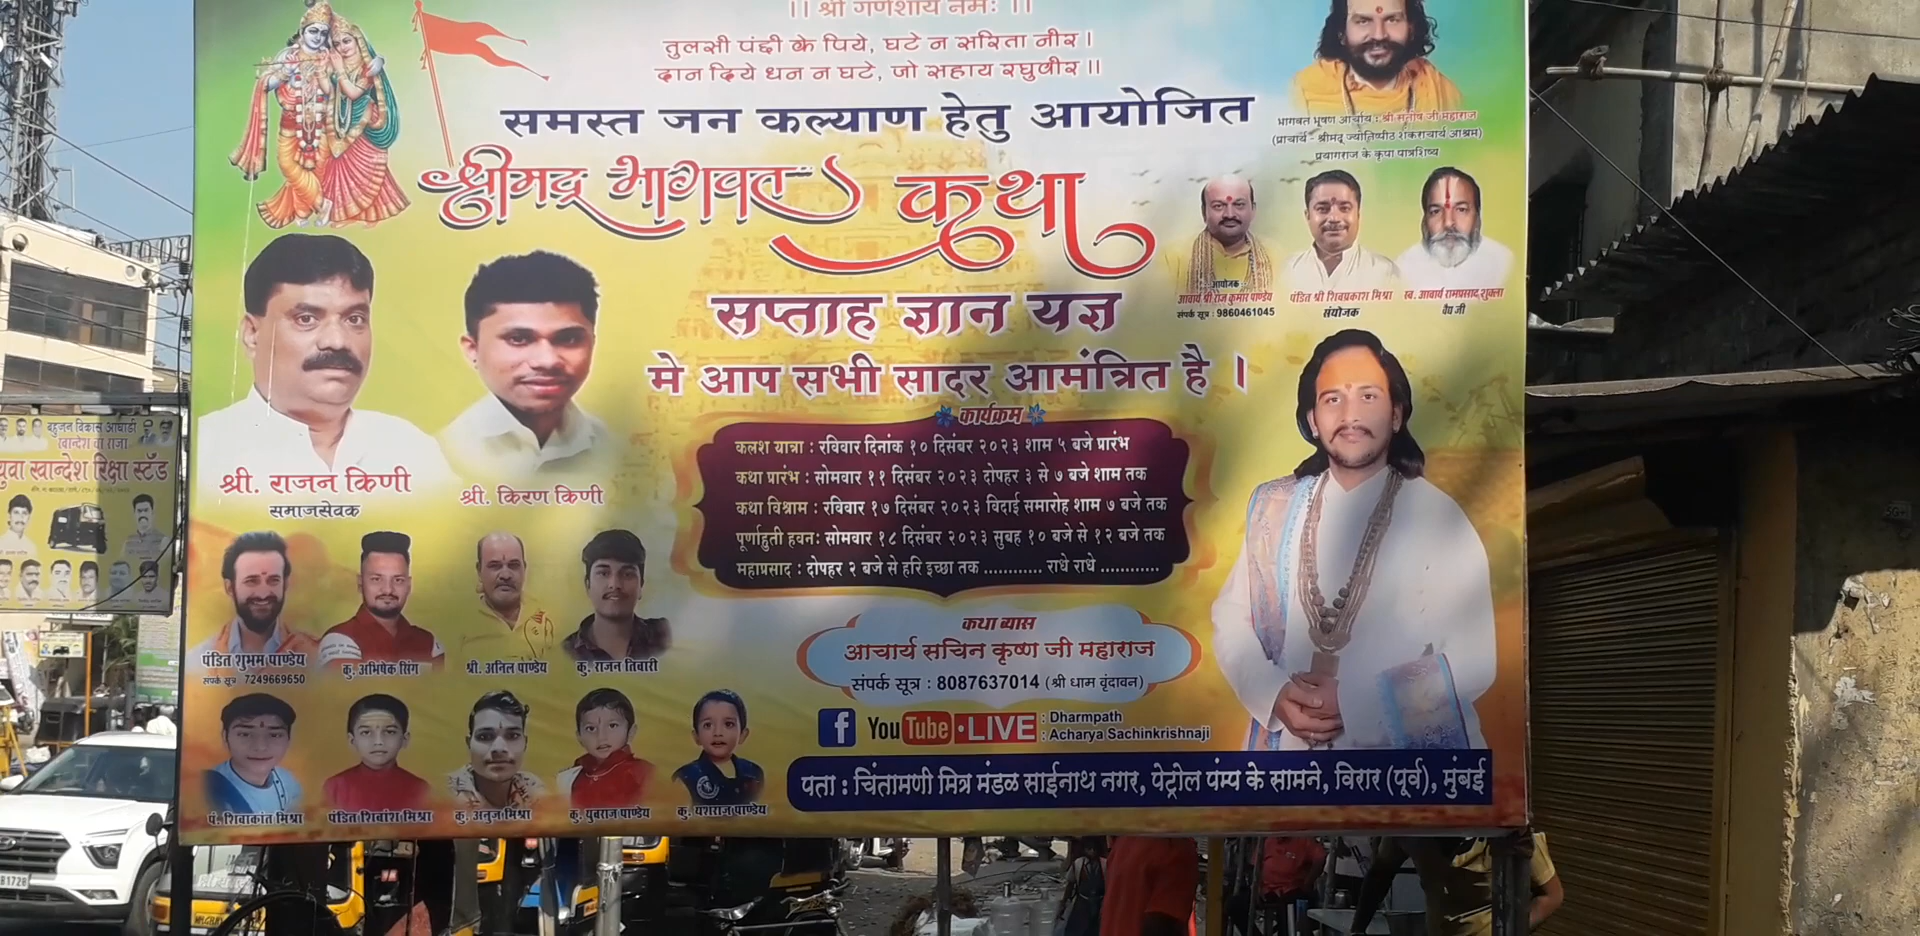 ।। श्री गणेशाय नमः ।।
तुलसी पंछी के पिये, घटे न सरिता नीर।
दान दिये धन न घटे, जो सहाय रघुवीर॥
समस्त जन कल्याण हेतु आयोजित
श्रीमद् भागवत कथा
सप्ताह ज्ञान यज्ञ
मे आप सभी सादर आमंत्रित है ।
भागवत भूषण आर्चाय : श्री सुतीष जी महाराज
(प्राचार्य - श्रीमद् ज्योतिष्पीठ शंकराचार्य आश्रम)
प्रयागराज के कृपा पात्रशिष्य
आयोजक
आचार्य श्री राज कुमार पाण्डेय
संपर्क सूत्र : 9860461045
पंडित श्री शिवप्रकाश मिश्रा
संयोजक
स्व. आचार्य रामप्रसाद शुक्ला
वैद्य जी
श्री. राजन किणी
समाजसेवक
श्री. किरण किणी
कार्यक्रम
कलश यात्रा : रविवार दिनांक १० दिसंबर २०२३ शाम ५ बजे प्रारंभ
कथा प्रारंभ : सोमवार ११ दिसंबर २०२३ दोपहर ३ से ७ बजे शाम तक
कथा विश्राम : रविवार १७ दिसंबर २०२३ विदाई समारोह शाम ७ बजे तक
पूर्णाहुती हवन: सोमवार १८ दिसंबर २०२३ सुबह १० बजे से १२ बजे तक
महाप्रसाद : दोपहर २ बजे से हरि इच्छा तक ............ राधे राधे ............
पंडित शुभम पाण्डेय
संपर्क सूत्र 7249669650
कु. अभिषेक सिंग
श्री. अनिल पाण्डेय
कु. राजन तिवारी
कथा ब्यास
आचार्य सचिन कृष्ण जी महाराज
संपर्क सूत्र : 8087637014 (श्री धाम वृंदावन)
f YouTube LIVE : Dharmpath
: Acharya Sachinkrishnaji
पं. शिवाकांत मिश्रा
पंडित शिवांश मिश्रा
कु. अनुज मिश्रा
कु. युवराज पाण्डेय
कु. यशराज पाण्डेय
पता : चिंतामणी मित्र मंडळ साईनाथ नगर, पेट्रोल पंम्प के सामने, विरार (पूर्व), मुंबई
बहुजन विकास आघाडी
खान्देश चा राजा
युवा खान्देश रिक्षा स्टँड